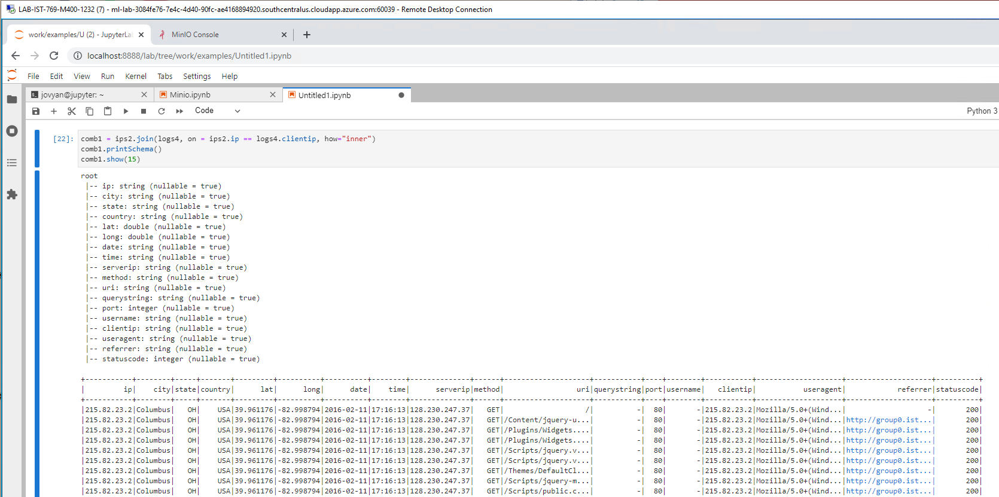 LAB-IST-769-M400-1232 (7) - ml-lab-3084fe76-7e4c-4d40-90fc-ae4168894920.southcentralus.cloudapp.azure.com:60039 - Remote Desktop Connection
work/examples/U (2) - JupyterLa
MinIO Console
localhost:8888/lab/tree/work/examples/Untitled1.ipynb
File Edit View Run Kernel Tabs Settings Help
jovyan@jupyter: ~
Minio.ipynb
Untitled1.ipynb
Code
Python 3
[22]: comb1 = ips2.join(logs4, on = ips2.ip == logs4.clientip, how="inner")
comb1.printSchema()
comb1.show(15)
root
|-- ip: string (nullable = true)
|-- city: string (nullable = true)
|-- state: string (nullable = true)
|-- country: string (nullable = true)
|-- lat: double (nullable = true)
|-- long: double (nullable = true)
|-- date: string (nullable = true)
|-- time: string (nullable = true)
|-- serverip: string (nullable = true)
|-- method: string (nullable = true)
|-- uri: string (nullable = true)
|-- querystring: string (nullable = true)
|-- port: integer (nullable = true)
|-- username: string (nullable = true)
|-- clientip: string (nullable = true)
|-- useragent: string (nullable = true)
|-- referrer: string (nullable = true)
|-- statuscode: integer (nullable = true)
+-----------+--------+-----+-------+---------+----------+----------+--------+--------------+------+--------------------+-----------+----+--------+-----------+--------------------+--------------------+----------+
| ip| city|state|country| lat| long| date| time| serverip|method| uri|querystring|port|username| clientip| useragent| referrer|statuscode|
+-----------+--------+-----+-------+---------+----------+----------+--------+--------------+------+--------------------+-----------+----+--------+-----------+--------------------+--------------------+----------+
|215.82.23.2|Columbus| OH| USA|39.961176|-82.998794|2016-02-11|17:16:13|128.230.247.37| GET| /| -| 80| -|215.82.23.2|Mozilla/5.0+(Wind...| -| 200|
|215.82.23.2|Columbus| OH| USA|39.961176|-82.998794|2016-02-11|17:16:13|128.230.247.37| GET|/Content/jquery-u...| -| 80| -|215.82.23.2|Mozilla/5.0+(Wind...|http://group0.ist...| 200|
|215.82.23.2|Columbus| OH| USA|39.961176|-82.998794|2016-02-11|17:16:13|128.230.247.37| GET|/Plugins/Widgets....| -| 80| -|215.82.23.2|Mozilla/5.0+(Wind...|http://group0.ist...| 200|
|215.82.23.2|Columbus| OH| USA|39.961176|-82.998794|2016-02-11|17:16:13|128.230.247.37| GET|/Plugins/Widgets....| -| 80| -|215.82.23.2|Mozilla/5.0+(Wind...|http://group0.ist...| 200|
|215.82.23.2|Columbus| OH| USA|39.961176|-82.998794|2016-02-11|17:16:13|128.230.247.37| GET|/Scripts/jquery.v...| -| 80| -|215.82.23.2|Mozilla/5.0+(Wind...|http://group0.ist...| 200|
|215.82.23.2|Columbus| OH| USA|39.961176|-82.998794|2016-02-11|17:16:13|128.230.247.37| GET|/Scripts/jquery.v...| -| 80| -|215.82.23.2|Mozilla/5.0+(Wind...|http://group0.ist...| 200|
|215.82.23.2|Columbus| OH| USA|39.961176|-82.998794|2016-02-11|17:16:13|128.230.247.37| GET|/Themes/DefaultCl...| -| 80| -|215.82.23.2|Mozilla/5.0+(Wind...|http://group0.ist...| 200|
|215.82.23.2|Columbus| OH| USA|39.961176|-82.998794|2016-02-11|17:16:13|128.230.247.37| GET|/Scripts/jquery-m...| -| 80| -|215.82.23.2|Mozilla/5.0+(Wind...|http://group0.ist...| 200|
|215.82.23.2|Columbus| OH| USA|39.961176|-82.998794|2016-02-11|17:16:13|128.230.247.37| GET|/Scripts/public.c...| -| 80| -|215.82.23.2|Mozilla/5.0+(Wind...|http://group0.ist...| 200|